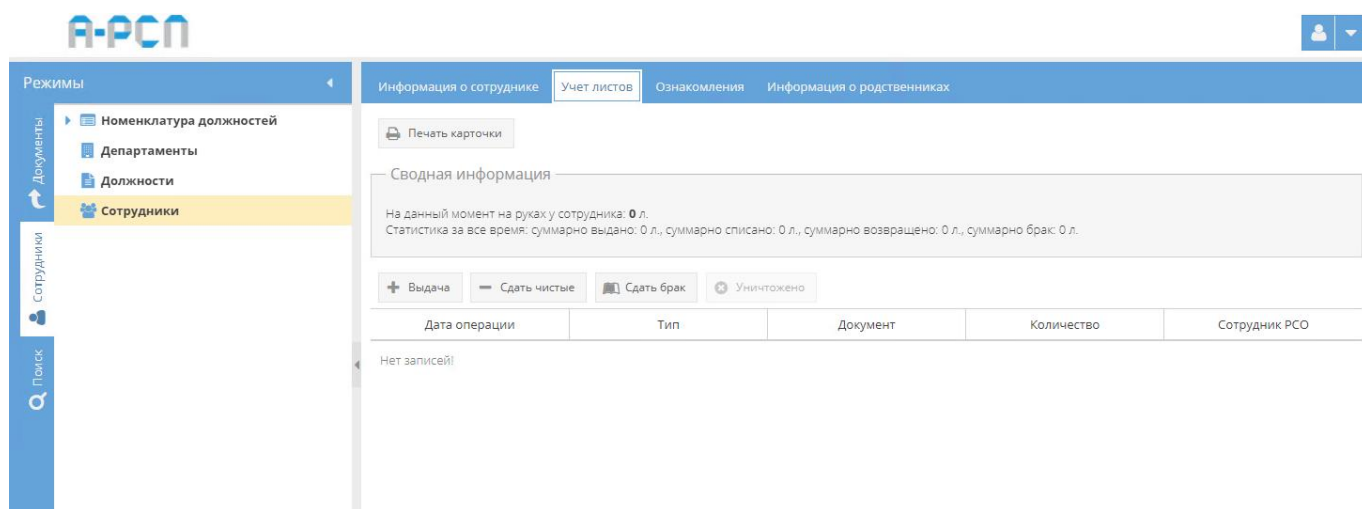 А-РСП
Режимы
Информация о сотруднике
Учет листов
Ознакомления
Информация о родственниках
Документы
Сотрудники
Поиск
Номенклатура должностей
Департаменты
Должности
Сотрудники
Печать карточки
Сводная информация
На данный момент на руках у сотрудника: 0 л.
Статистика за все время: суммарно выдано: 0 л., суммарно списано: 0 л., суммарно возвращено: 0 л., суммарно брак: 0 л.
Выдача
Сдать чистые
Сдать брак
Уничтожено
Дата операции
Тип
Документ
Количество
Сотрудник РСО
Нет записей!